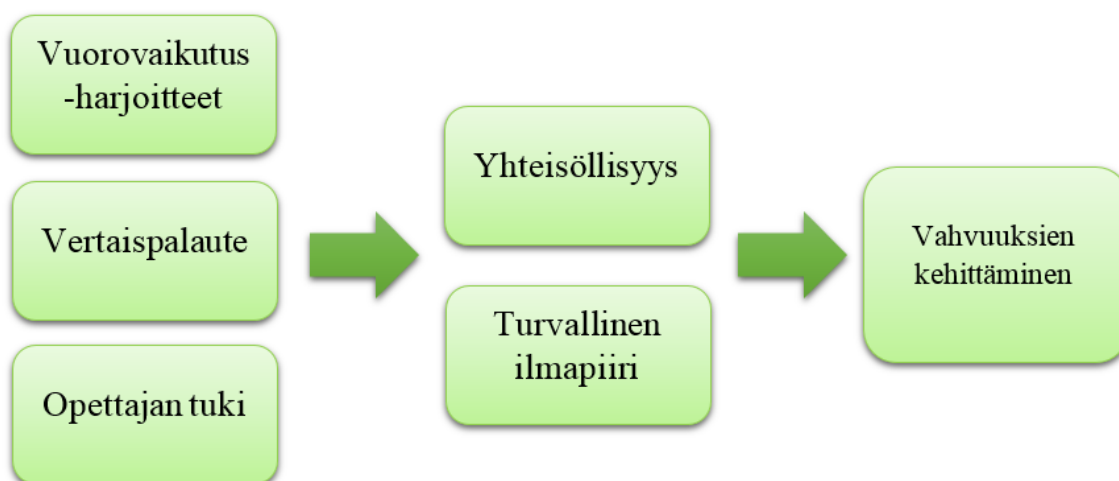 Vuorovaikutus
-harjoitteet
Vertaispalaute
Opettajan tuki
Yhteisöllisyys
Turvallinen
ilmapiiri
Vahvuuksien
kehittäminen